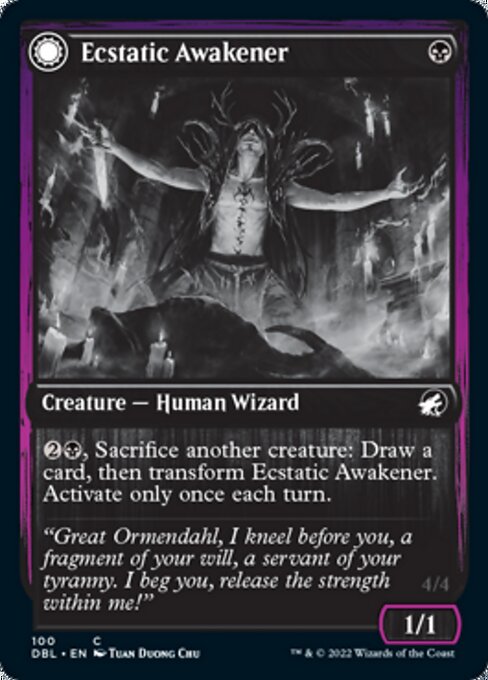 Ecstatic Awakener
Creature — Human Wizard
2, Sacrifice another creature: Draw a
card, then transform Ecstatic Awakener.
Activate only once each turn.
“Great Ormendahl, I kneel before you, a
fragment of your will, a servant of your
tyranny. I beg you, release the strength
within me!”
4/4
1/1
100 C
DBL • EN Tuan Duong Chu
™ & © 2022 Wizards of the Coast